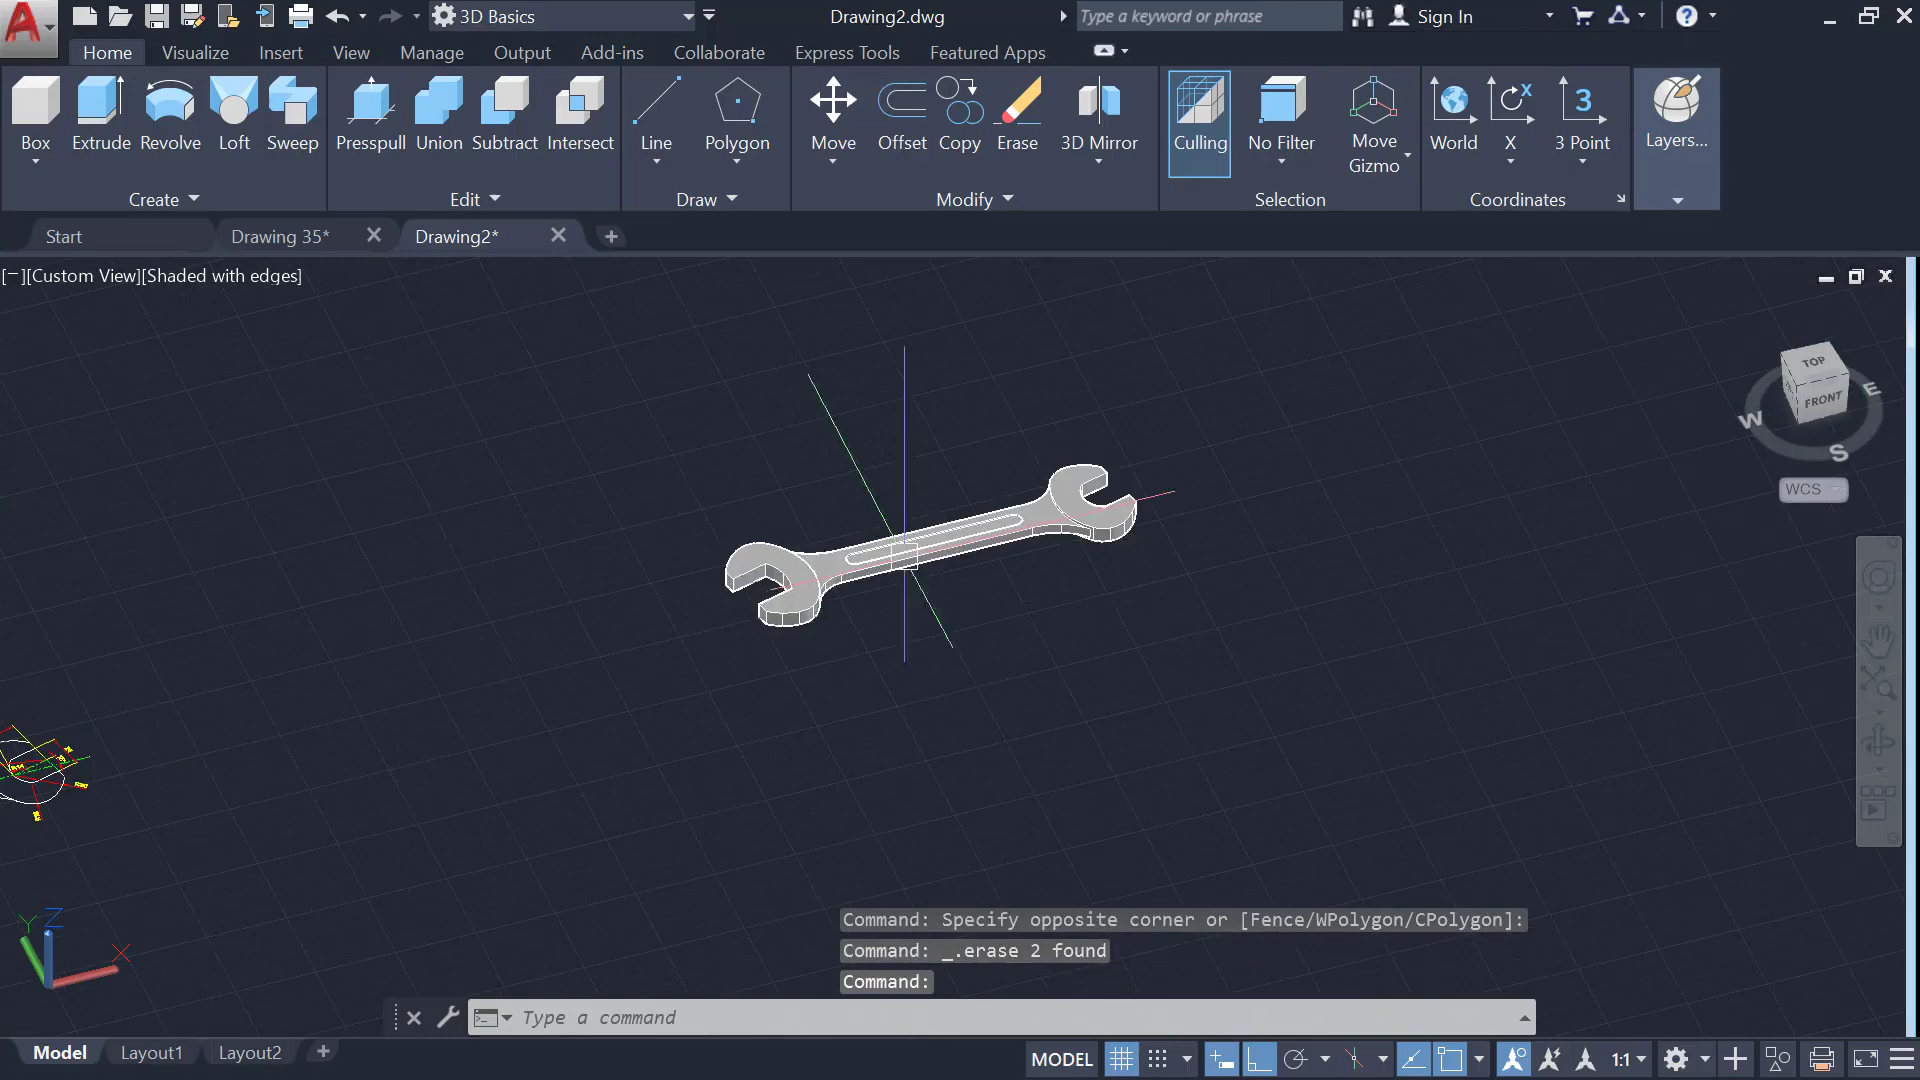 3D Basics
Drawing2.dwg
Type a keyword or phrase
Sign In
Home
Visualize
Insert
View
Manage
Output
Add-ins
Collaborate
Express Tools
Featured Apps
Box
Extrude
Revolve
Loft
Sweep
Presspull
Union
Subtract
Intersect
Line
Polygon
Move
Offset
Copy
Erase
3D Mirror
Culling
No Filter
Move
Gizmo
World
X
3 Point
Layers...
Create
Edit
Draw
Modify
Selection
Coordinates
Start
Drawing 35*
Drawing2*
[−][Custom View][Shaded with edges]
TOP
FRONT
W
E
S
WCS
Y
Z
X
Command: Specify opposite corner or [Fence/WPolygon/CPolygon]:
Command: _.erase 2 found
Command:
Type a command
Model
Layout1
Layout2
MODEL
1:1